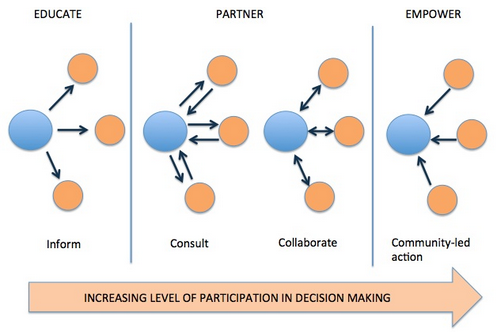 EDUCATE
PARTNER
EMPOWER
Inform
Consult
Collaborate
Community-led
action
INCREASING LEVEL OF PARTICIPATION IN DECISION MAKING